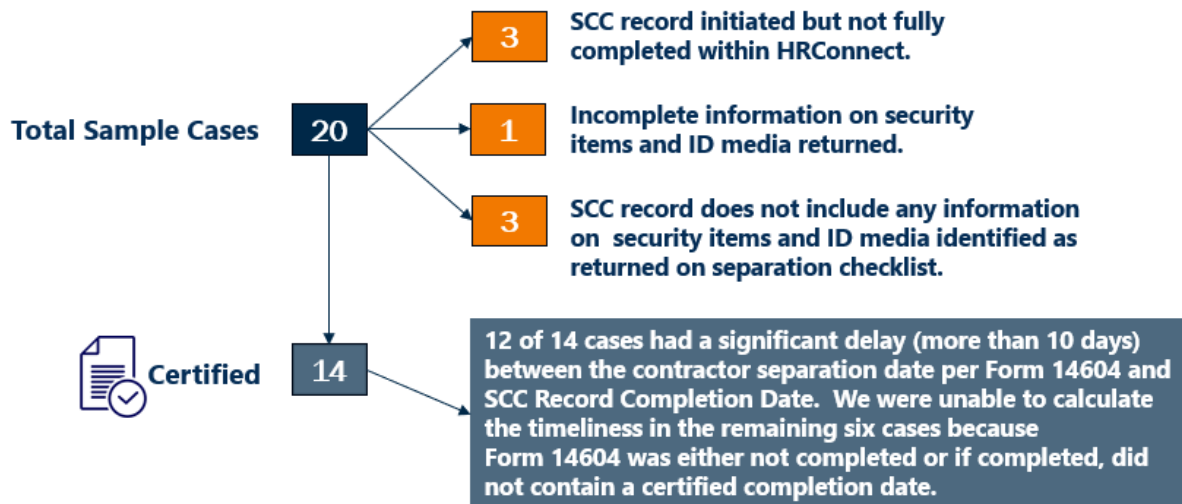 3
SCC record initiated but not fully
completed within HRConnect.
Total Sample Cases
20
1
Incomplete information on security
items and ID media returned.
3
SCC record does not include any information
on security items and ID media identified as
returned on separation checklist.
Certified
14
12 of 14 cases had a significant delay (more than 10 days)
between the contractor separation date per Form 14604 and
SCC Record Completion Date. We were unable to calculate
the timeliness in the remaining six cases because
Form 14604 was either not completed or if completed, did
not contain a certified completion date.